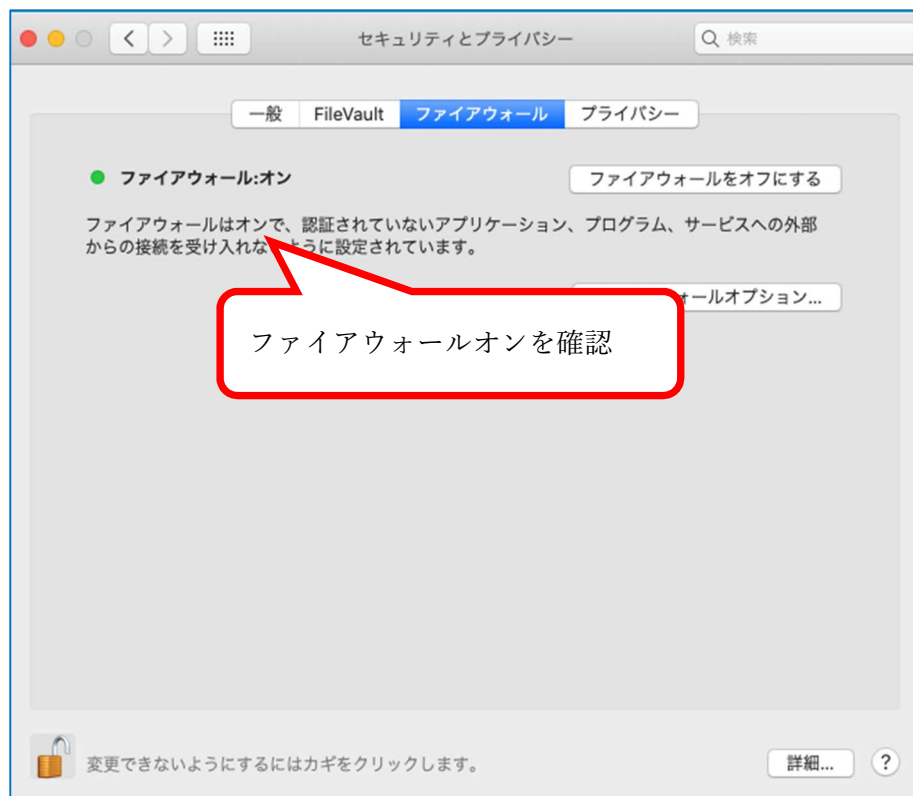 セキュリティとプライバシー
検索
一般 FileVault ファイアウォール プライバシー
ファイアウォール:オン
ファイアウォールをオフにする
ファイアウォールはオンで、認証されていないアプリケーション、プログラム、サービスへの外部
からの接続を受け入れないように設定されています。
ールオプション...
ファイアウォールオンを確認
変更できないようにするにはカギをクリックします。
詳細...
?